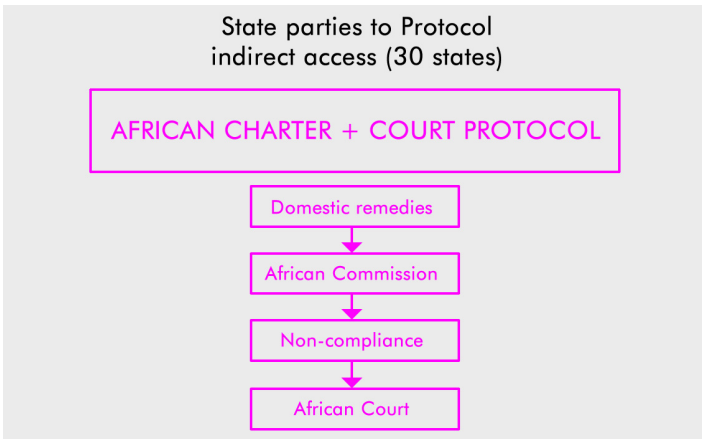 State parties to Protocol
indirect access (30 states)
AFRICAN CHARTER + COURT PROTOCOL
Domestic remedies
African Commission
Non-compliance
African Court